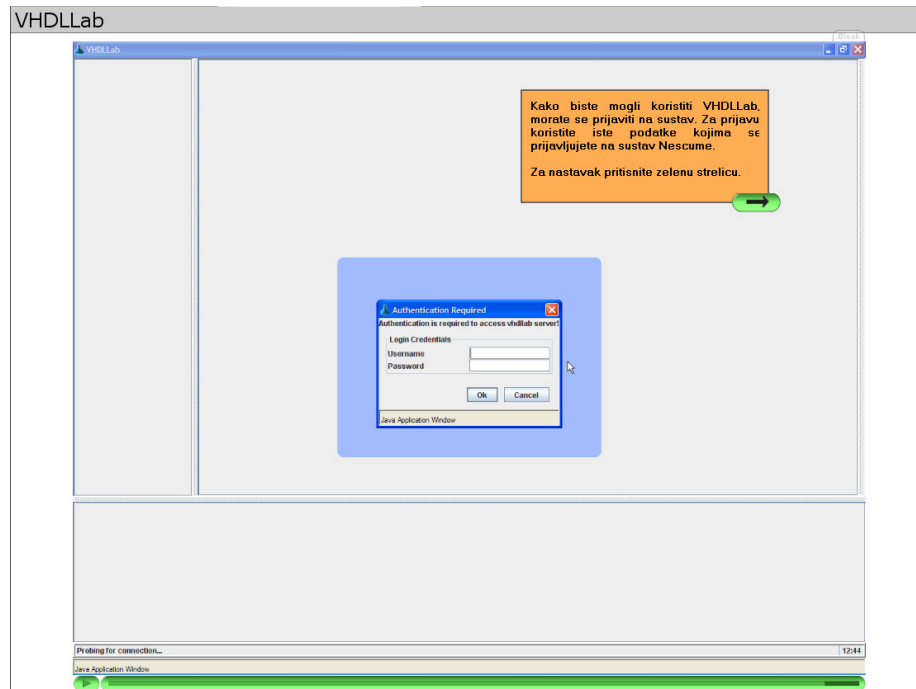 VHDLLab
Block
VHDLLab
Kako biste mogli koristiti VHDLLab,
morate se prijaviti na sustav. Za prijavu
koristite iste podatke kojima se
prijavljujete na sustav Nescume.
Za nastavak pritisnite zelenu strelicu.
Authentication Required
Authentication is required to access vhdllab server!
Login Credentials
Username
Password
Ok
Cancel
Java Application Window
Probing for connection...
12:44
Java Application Window